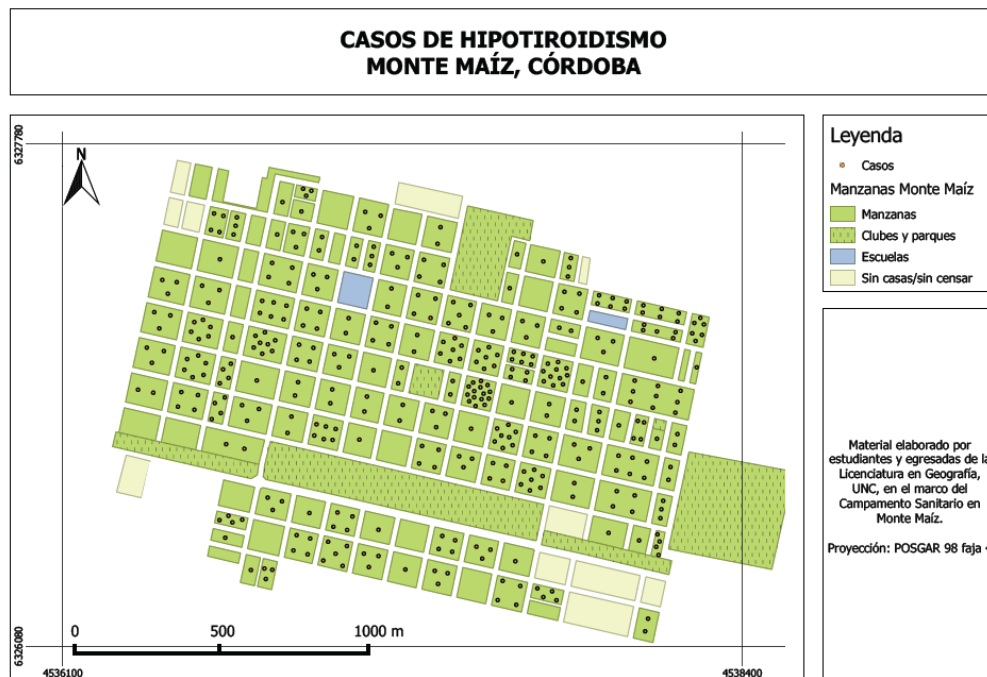 CASOS DE HIPOTIROIDISMO
MONTE MAÍZ, CÓRDOBA
6327780
N
6326080
0
500
1000 m
4536100
4538400
Leyenda
Casos
Manzanas Monte Maíz
Manzanas
Clubes y parques
Escuelas
Sin casas/sin censar
Material elaborado por
estudiantes y egresadas de la
Licenciatura en Geografía,
UNC, en el marco del
Campamento Sanitario en
Monte Maíz.
Proyección: POSGAR 98 faja